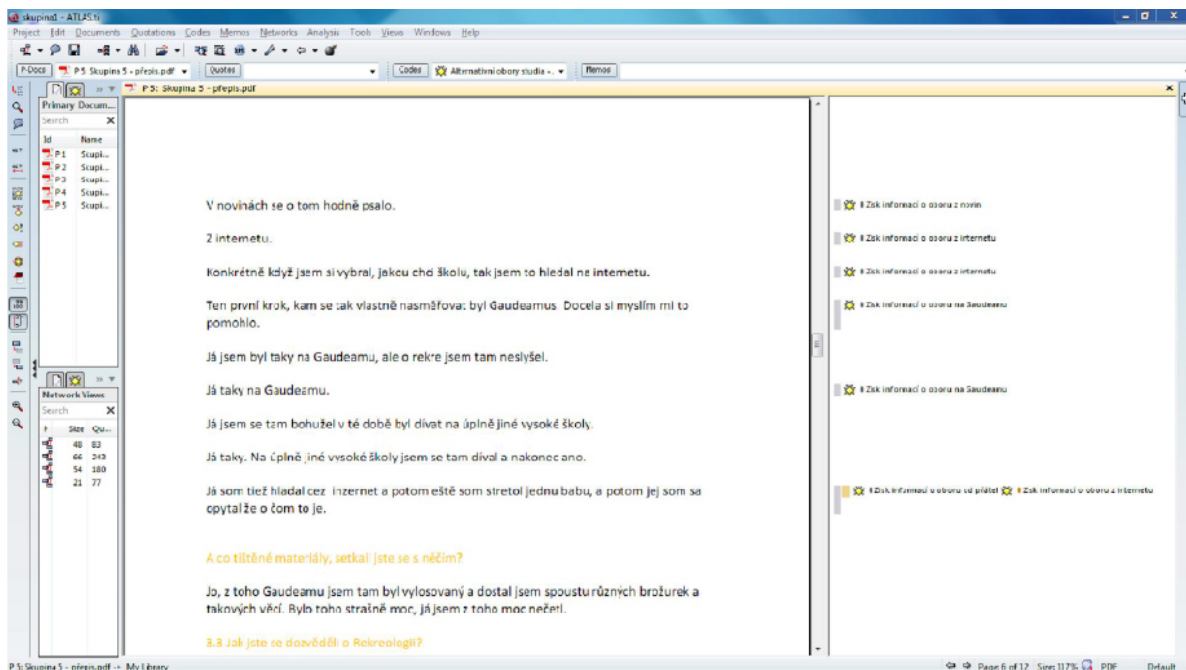 skupina1 - ATLAS.ti
Project Edit Documents Quotations Codes Memos Networks Analysis Tools Views Windows Help
P-Docs P 5: Skupina 5 - přepis.pdf Quotes Codes Alternativní obory studia -. Memos
P 5: Skupina 5 - přepis.pdf
Primary Docum...
Search
Id Name
P 1 Skupi...
P 2 Skupi...
P 3 Skupi...
P 4 Skupi...
P 5 Skupi...
Network Views
Search
Size Qu...
48 83
66 243
54 180
21 77
V novinách se o tom hodně psalo.
Z internetu.
Konkrétně když jsem si vybral, jakou chci školu, tak jsem to hledal na internetu.
Ten první krok, kam se tak vlastně nasměřovat byl Gaudeamus. Docela si myslím mi to
pomohlo.
Já jsem byl taky na Gaudeamu, ale o rekre jsem tam neslyšel.
Já taky na Gaudeamu.
Já jsem se tam bohužel v té době byl dívat na úplně jiné vysoké školy.
Já taky. Na úplně jiné vysoké školy jsem se tam díval a nakonec ano.
Já som tiež hladal cez inzernet a potom eště som stretol jednu babu, a potom jej som sa
opytal že o čom to je.
A co tištěné materiály, setkali jste se s něčím?
Jo, z toho Gaudeamu jsem tam byl vylosovaný a dostal jsem spoustu různých brožurek a
takových věcí. Bylo toho strašně moc, já jsem z toho moc nečetl.
3.3 Jak jste se dozvěděli o Rekreologii?
Zisk informací o oboru z novin
Zisk informací o oboru z internetu
Zisk informací o oboru z internetu
Zisk informací o oboru na Gaudeamu
Zisk informací o oboru na Gaudeamu
Zisk informací o oboru od přátel Zisk informací o oboru z internetu
P 5: Skupina 5 - přepis.pdf -> My Library
Page 6 of 12 Size: 117% PDF Default